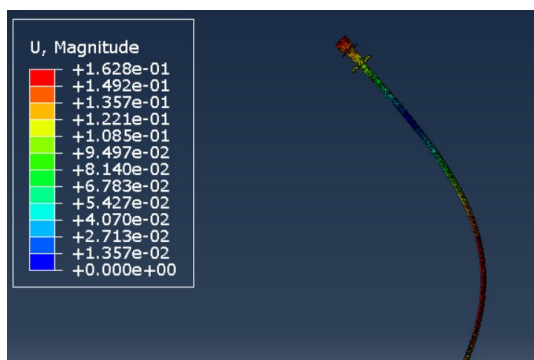 U, Magnitude
+1.628e-01
+1.492e-01
+1.357e-01
+1.221e-01
+1.085e-01
+9.497e-02
+8.140e-02
+6.783e-02
+5.427e-02
+4.070e-02
+2.713e-02
+1.357e-02
+0.000e+00